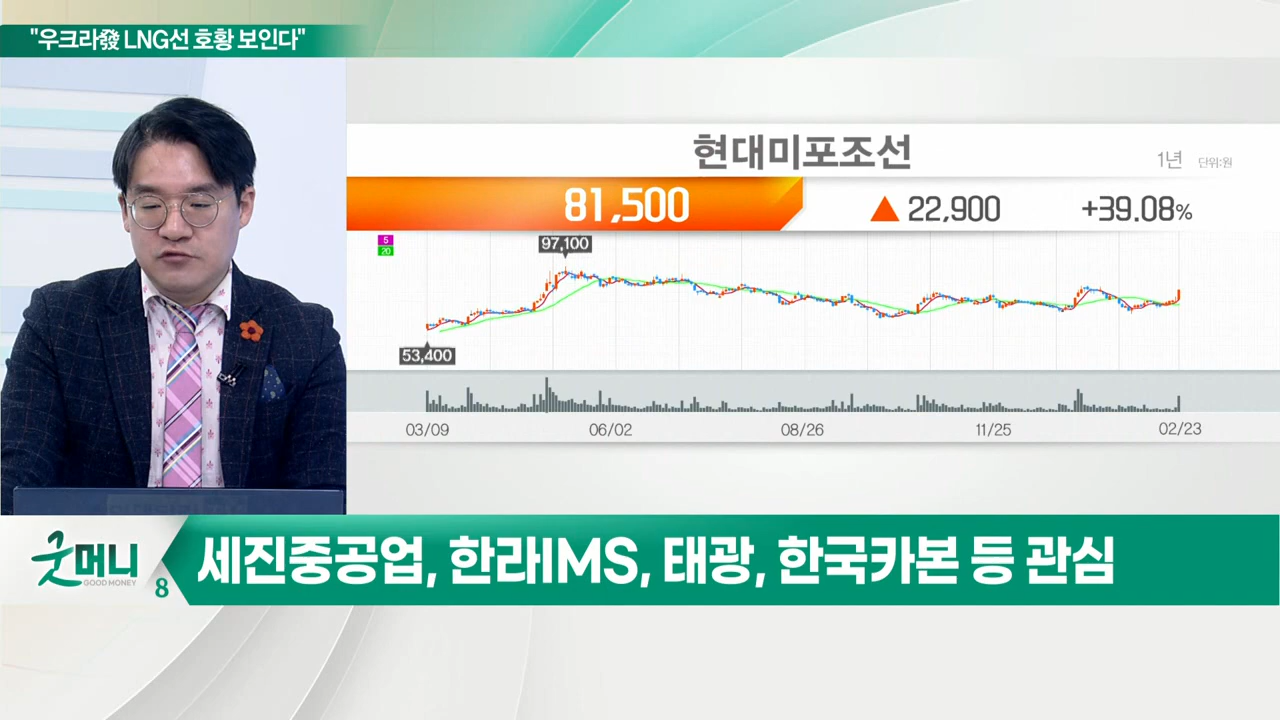 "우크라發 LNG선 호황 보인다"
현대미포조선
1년 단위:원
81,500 ▲ 22,900 +39.08%
5
20
97,100
53,400
03/09 06/02 08/26 11/25 02/23
굿머니
GOOD MONEY
8
세진중공업, 한라IMS, 태광, 한국카본 등 관심